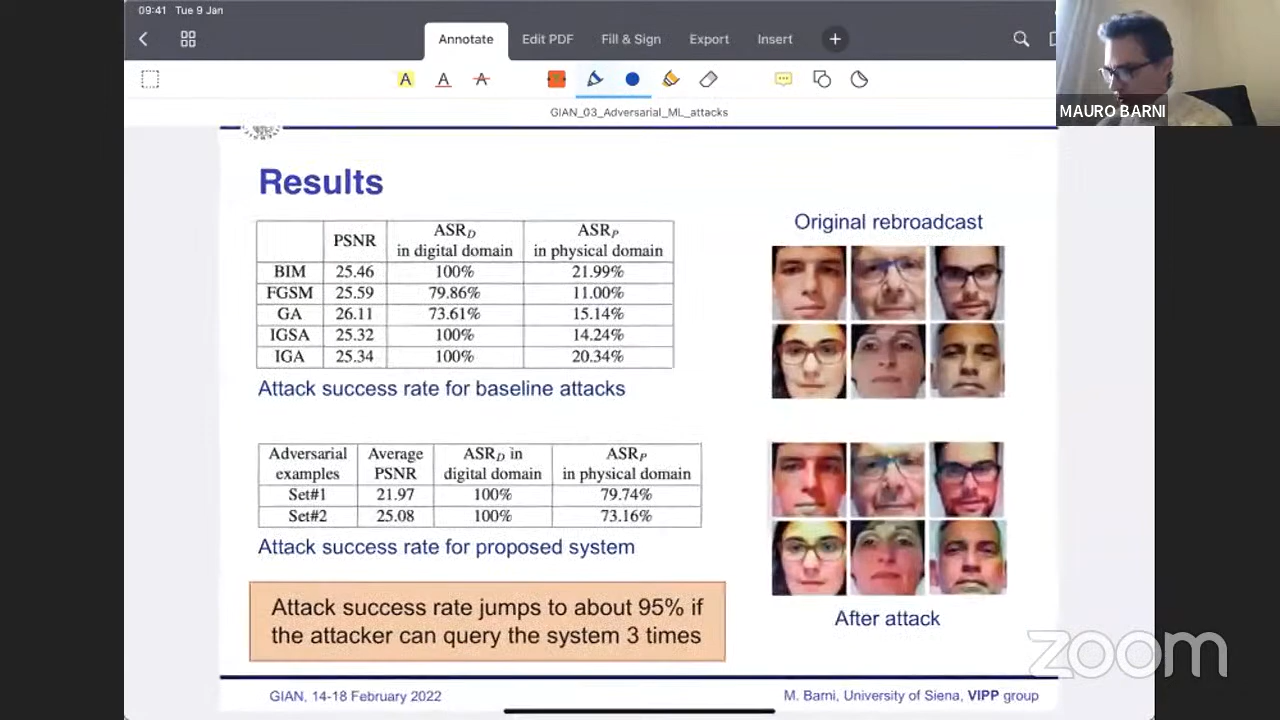 09:41 Tue 9 Jan
Annotate Edit PDF Fill & Sign Export Insert
A A A
GIAN_03_Adversarial_ML_attacks
MAURO BARNI
Results
PSNR ASRD in digital domain ASRP in physical domain
BIM 25.46 100% 21.99%
FGSM 25.59 79.86% 11.00%
GA 26.11 73.61% 15.14%
IGSA 25.32 100% 14.24%
IGA 25.34 100% 20.34%
Attack success rate for baseline attacks
Adversarial examples Average PSNR ASRD in digital domain ASRP in physical domain
Set#1 21.97 100% 79.74%
Set#2 25.08 100% 73.16%
Attack success rate for proposed system
Attack success rate jumps to about 95% if
the attacker can query the system 3 times
Original rebroadcast
After attack
zoom
GIAN, 14-18 February 2022
M. Barni, University of Siena, VIPP group